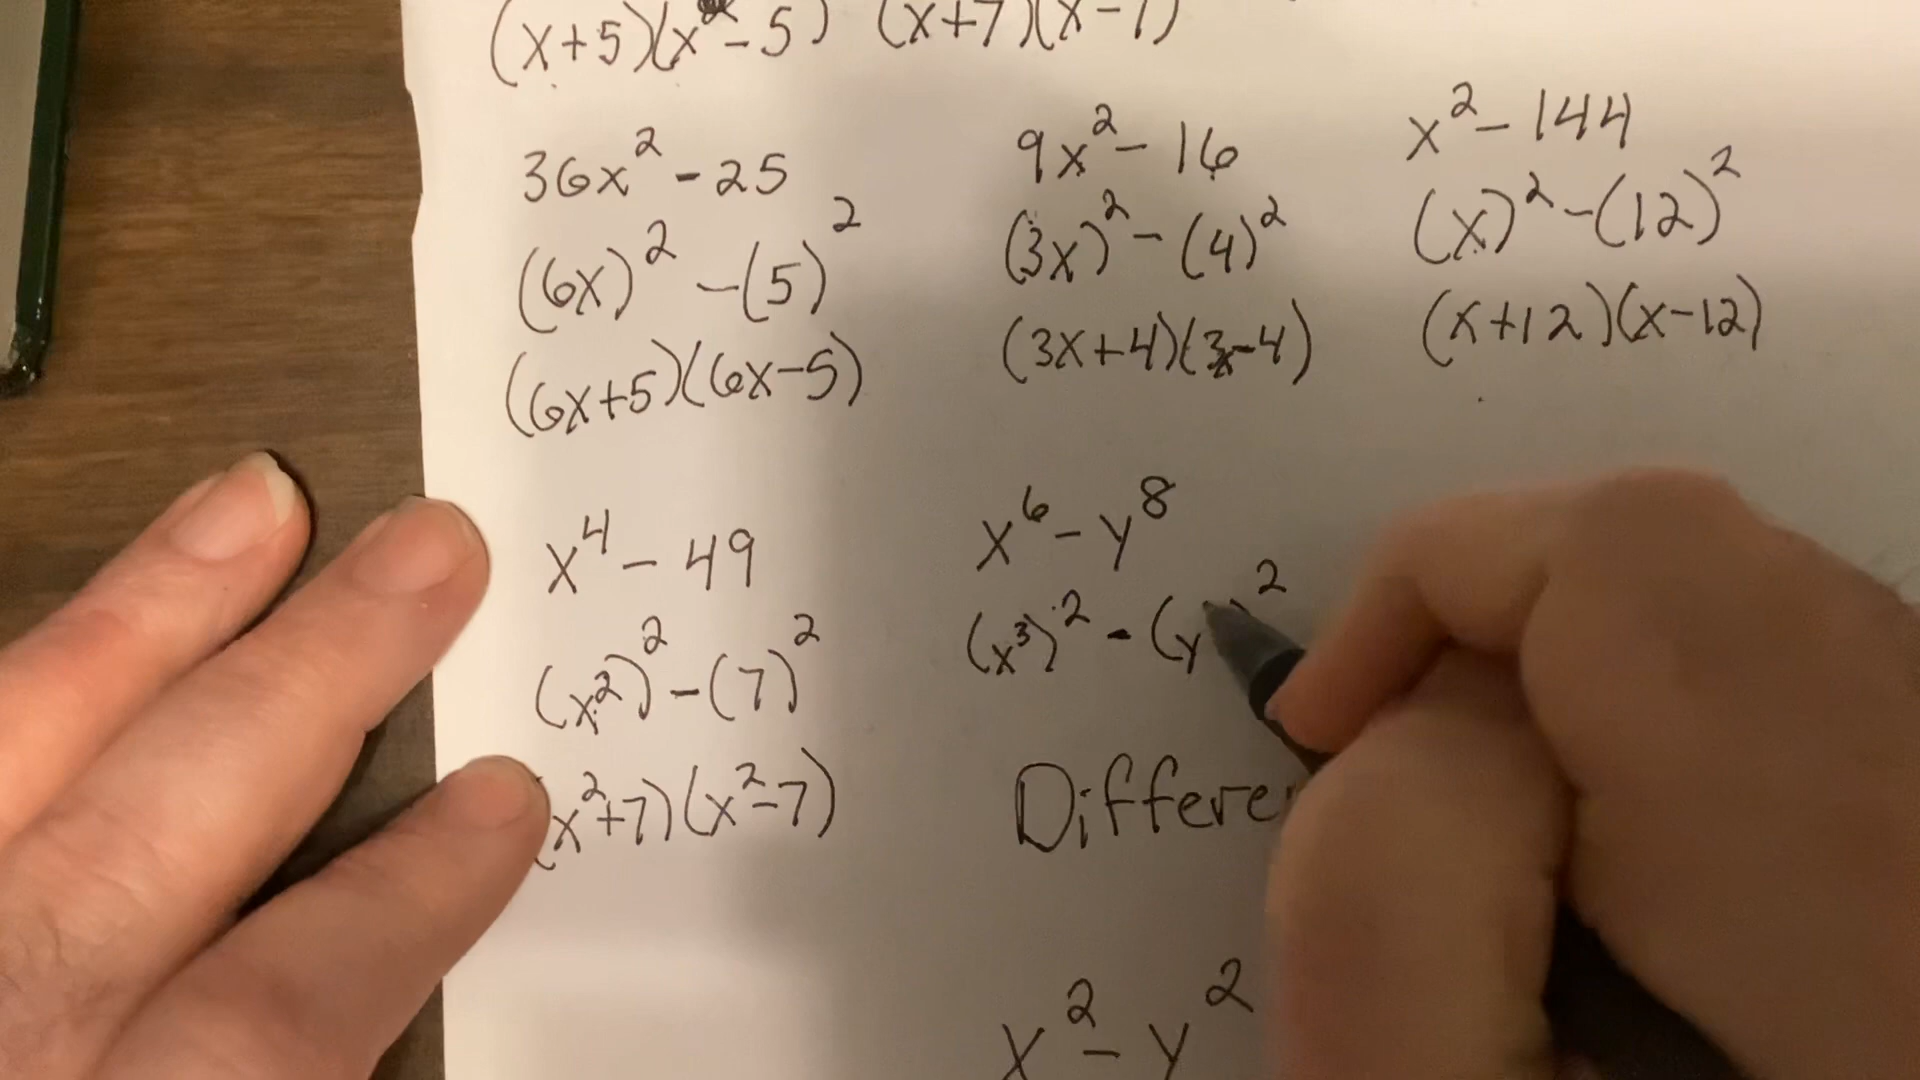 (x+5)(x-5) (x+7)(x-7)
36x² - 25
(6x)² - (5)²
(6x+5)(6x-5)
9x² - 16
(3x)² - (4)²
(3x+4)(3x-4)
x² - 144
(x)² - (12)²
(x+12)(x-12)
x⁴ - 49
(x²)² - (7)²
(x²+7)(x²-7)
x⁶ - y⁸
(x³)² - (y )²
Differe
x² - y²